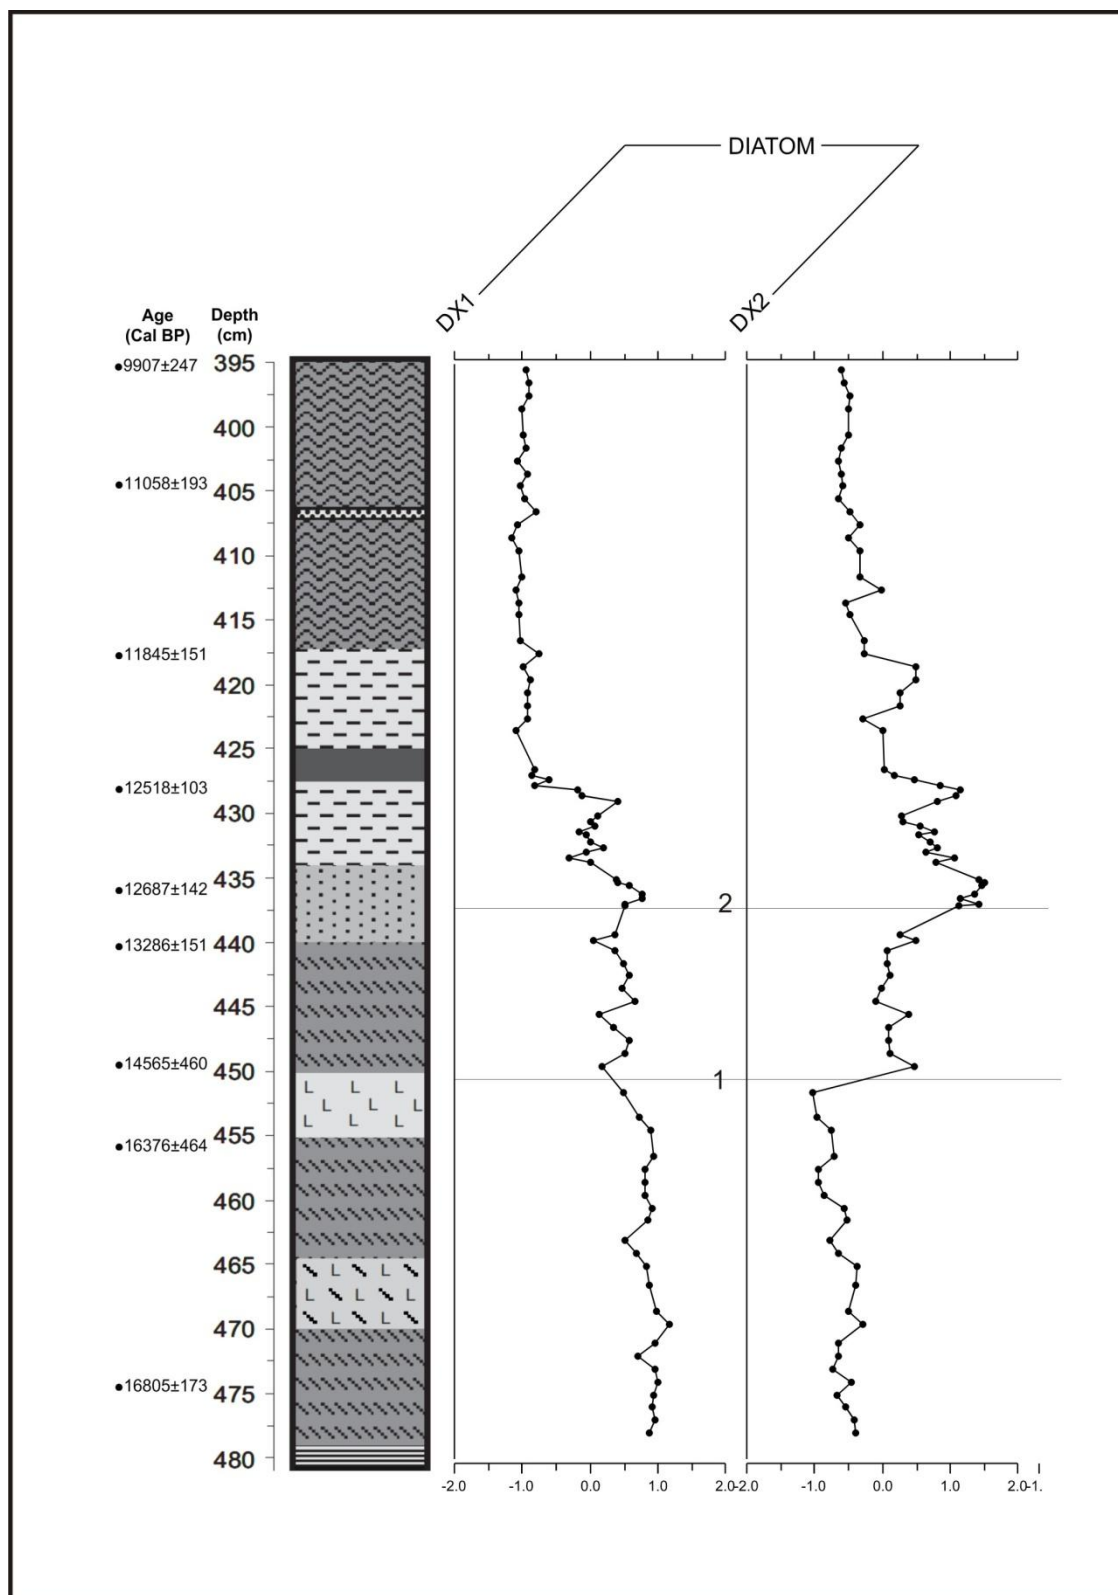 DIATOM
DX1
DX2
Age
(Cal BP)
Depth
(cm)
9907±247
395
400
11058±193
405
410
415
11845±151
420
425
12518±103
430
435
12687±142
2
13286±151
440
445
14565±460
450
1
455
16376±464
460
465
470
16805±173
475
480
L L L
L L
L L
L L
L L L
L L
-2.0 -1.0 0.0 1.0 2.0
-2.0 -1.0 0.0 1.0 2.0
-1.